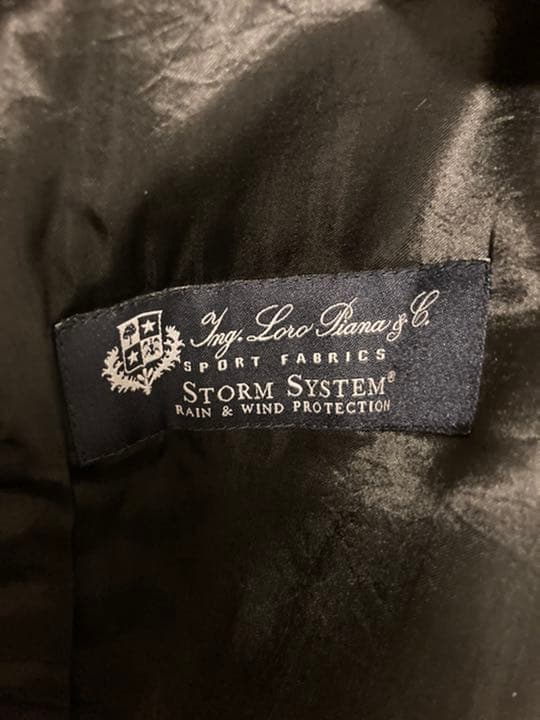 Ing. Loro Piana & C.
SPORT FABRICS
STORM SYSTEM®
RAIN & WIND PROTECTION